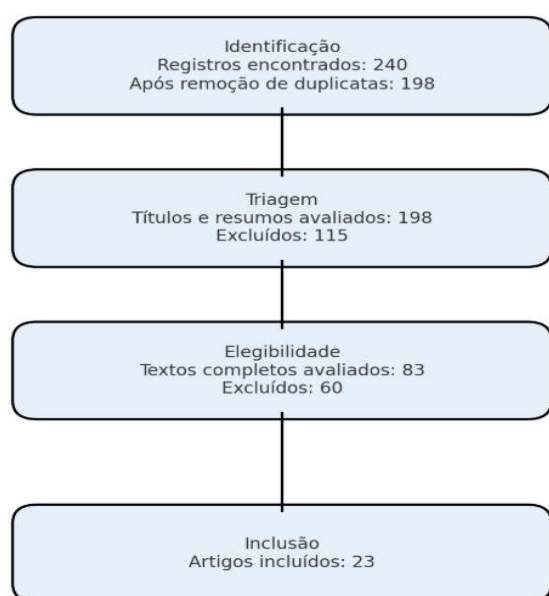 Identificação
Registros encontrados: 240
Após remoção de duplicatas: 198
Triagem
Títulos e resumos avaliados: 198
Excluídos: 115
Elegibilidade
Textos completos avaliados: 83
Excluídos: 60
Inclusão
Artigos incluídos: 23